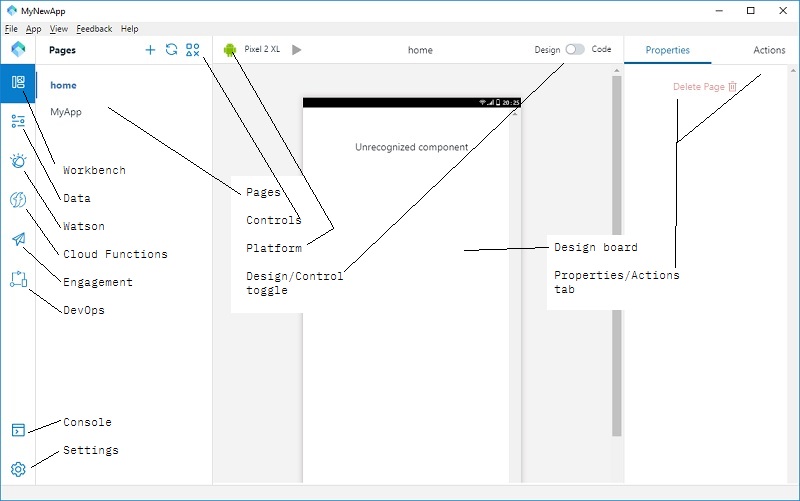 MyNewApp
File App View Feedback Help
Pages
Pixel 2 XL
home
Design
Code
Properties
Actions
home
MyApp
Delete Page
20:25
Unrecognized component
Workbench
Data
Watson
Cloud Functions
Engagement
DevOps
Console
Settings
Pages
Controls
Platform
Design/Control
toggle
Design board
Properties/Actions
tab